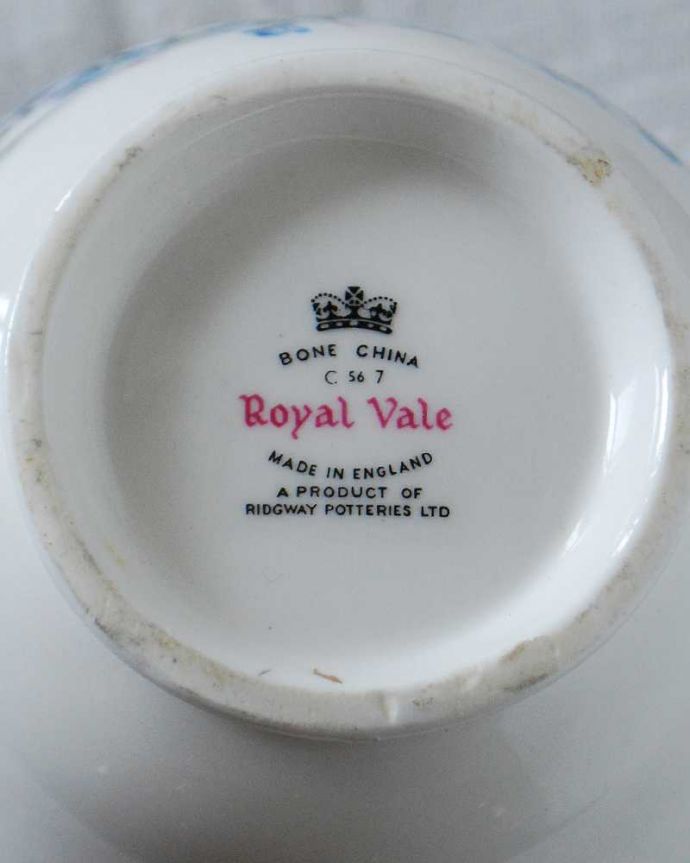 BONE CHINA
C 56 7
Royal Vale
MADE IN ENGLAND
A PRODUCT OF
RIDGWAY POTTERIES LTD